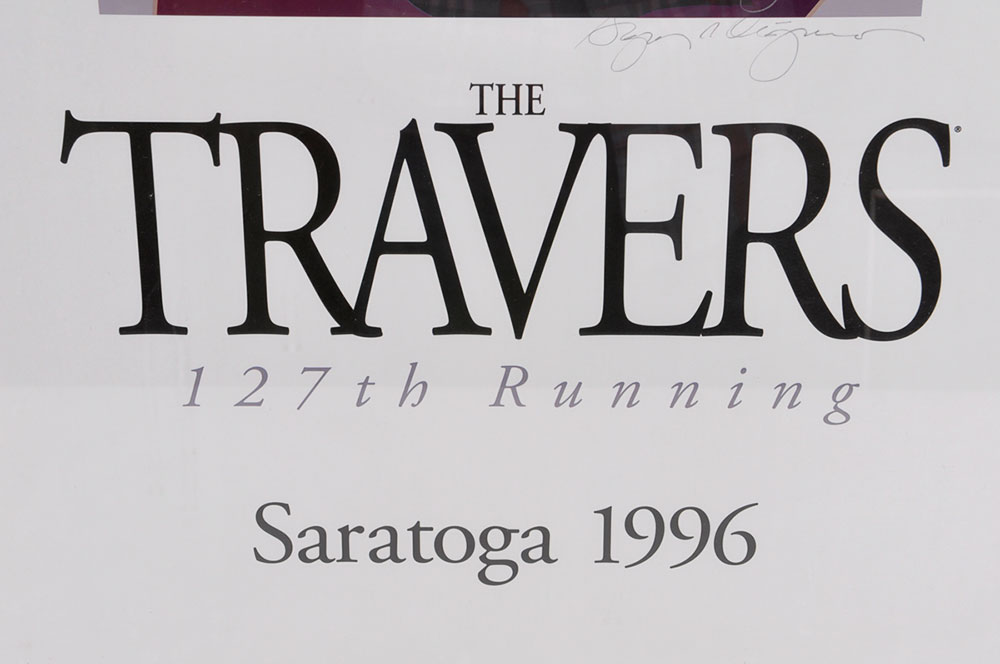 THE
TRAVERS®
127th Running
Saratoga 1996